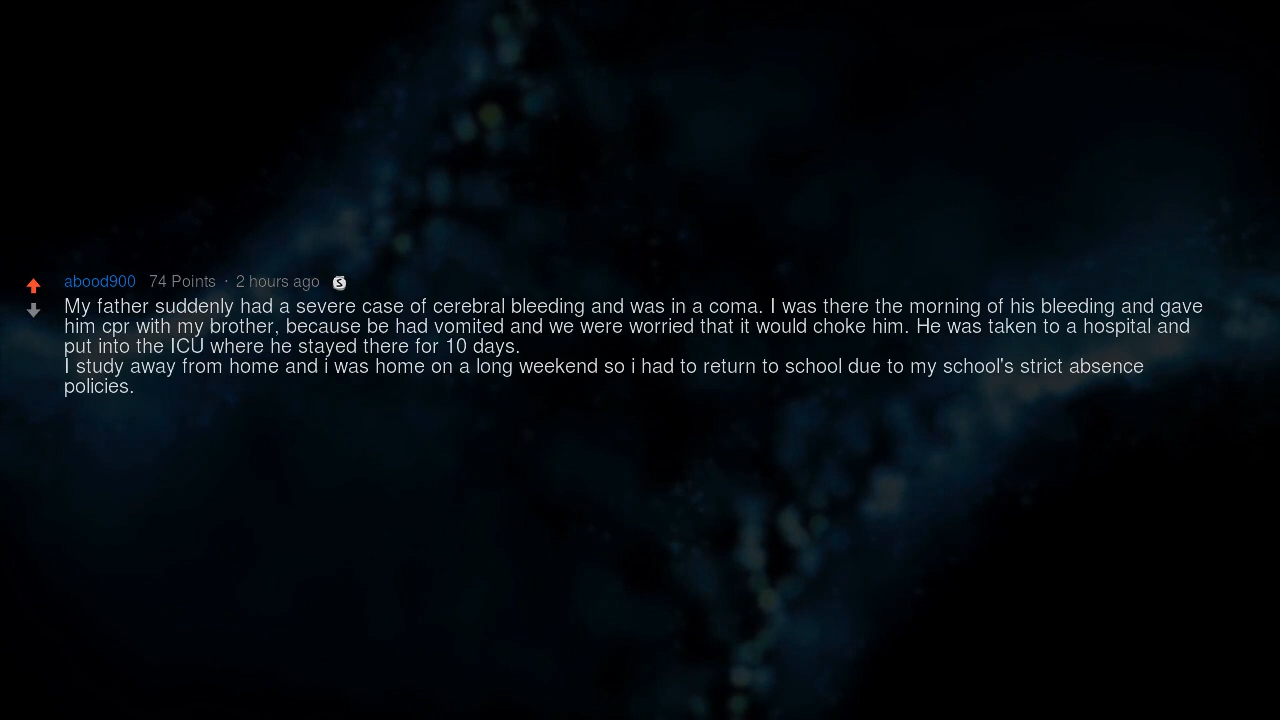 abood900 74 Points · 2 hours ago S
My father suddenly had a severe case of cerebral bleeding and was in a coma. I was there the morning of his bleeding and gave
him cpr with my brother, because be had vomited and we were worried that it would choke him. He was taken to a hospital and
put into the ICU where he stayed there for 10 days.
I study away from home and i was home on a long weekend so i had to return to school due to my school's strict absence
policies.